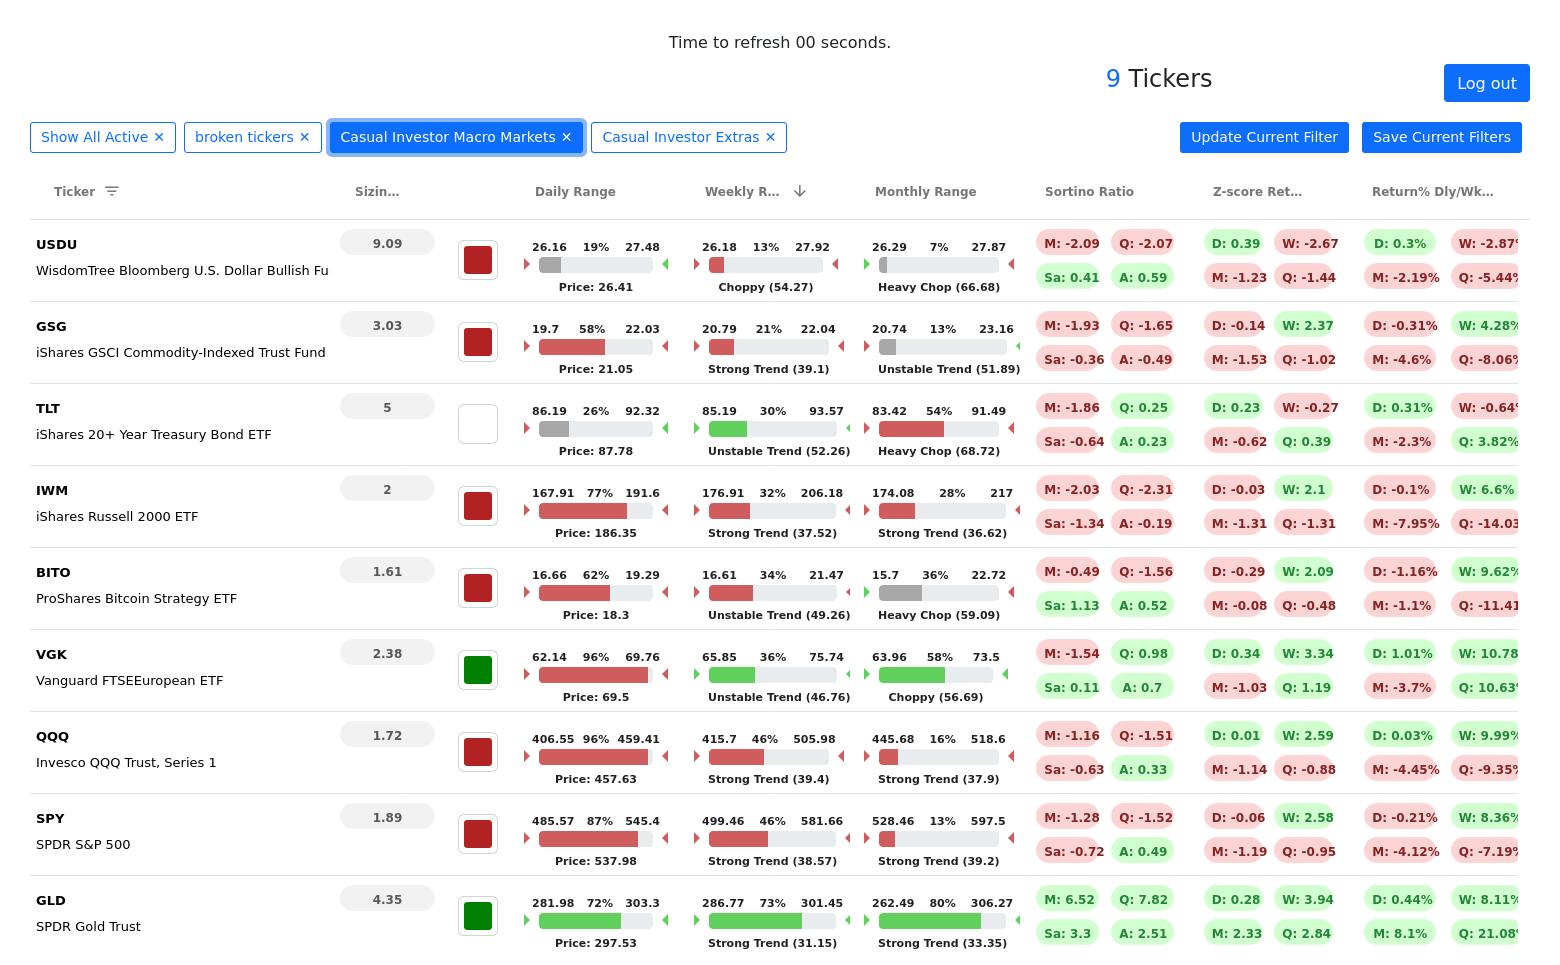 Time to refresh 00 seconds.
9 Tickers
Log out
Show All Active ✕ broken tickers ✕ Casual Investor Macro Markets ✕ Casual Investor Extras ✕ Update Current Filter Save Current Filters
Ticker Sizin… Daily Range Weekly R… Monthly Range Sortino Ratio Z-score Ret… Return% Dly/Wk…
USDU 9.09 26.16 19% 27.48 26.18 13% 27.92 26.29 7% 27.87 M: -2.09 Q: -2.07 D: 0.39 W: -2.67 D: 0.3% W: -2.87%
WisdomTree Bloomberg U.S. Dollar Bullish Fu Sa: 0.41 A: 0.59 M: -1.23 Q: -1.44 M: -2.19% Q: -5.44%
Price: 26.41 Choppy (54.27) Heavy Chop (66.68)
GSG 3.03 19.7 58% 22.03 20.79 21% 22.04 20.74 13% 23.16 M: -1.93 Q: -1.65 D: -0.14 W: 2.37 D: -0.31% W: 4.28%
iShares GSCI Commodity-Indexed Trust Fund Sa: -0.36 A: -0.49 M: -1.53 Q: -1.02 M: -4.6% Q: -8.06%
Price: 21.05 Strong Trend (39.1) Unstable Trend (51.89)
TLT 5 86.19 26% 92.32 85.19 30% 93.57 83.42 54% 91.49 M: -1.86 Q: 0.25 D: 0.23 W: -0.27 D: 0.31% W: -0.64%
iShares 20+ Year Treasury Bond ETF Sa: -0.64 A: 0.23 M: -0.62 Q: 0.39 M: -2.3% Q: 3.82%
Price: 87.78 Unstable Trend (52.26) Heavy Chop (68.72)
IWM 2 167.91 77% 191.6 176.91 32% 206.18 174.08 28% 217 M: -2.03 Q: -2.31 D: -0.03 W: 2.1 D: -0.1% W: 6.6%
iShares Russell 2000 ETF Sa: -1.34 A: -0.19 M: -1.31 Q: -1.31 M: -7.95% Q: -14.03
Price: 186.35 Strong Trend (37.52) Strong Trend (36.62)
BITO 1.61 16.66 62% 19.29 16.61 34% 21.47 15.7 36% 22.72 M: -0.49 Q: -1.56 D: -0.29 W: 2.09 D: -1.16% W: 9.62%
ProShares Bitcoin Strategy ETF Sa: 1.13 A: 0.52 M: -0.08 Q: -0.48 M: -1.1% Q: -11.41
Price: 18.3 Unstable Trend (49.26) Heavy Chop (59.09)
VGK 2.38 62.14 96% 69.76 65.85 36% 75.74 63.96 58% 73.5 M: -1.54 Q: 0.98 D: 0.34 W: 3.34 D: 1.01% W: 10.78
Vanguard FTSEEuropean ETF Sa: 0.11 A: 0.7 M: -1.03 Q: 1.19 M: -3.7% Q: 10.63%
Price: 69.5 Unstable Trend (46.76) Choppy (56.69)
QQQ 1.72 406.55 96% 459.41 415.7 46% 505.98 445.68 16% 518.6 M: -1.16 Q: -1.51 D: 0.01 W: 2.59 D: 0.03% W: 9.99%
Invesco QQQ Trust, Series 1 Sa: -0.63 A: 0.33 M: -1.14 Q: -0.88 M: -4.45% Q: -9.35%
Price: 457.63 Strong Trend (39.4) Strong Trend (37.9)
SPY 1.89 485.57 87% 545.4 499.46 46% 581.66 528.46 13% 597.5 M: -1.28 Q: -1.52 D: -0.06 W: 2.58 D: -0.21% W: 8.36%
SPDR S&P 500 Sa: -0.72 A: 0.49 M: -1.19 Q: -0.95 M: -4.12% Q: -7.19%
Price: 537.98 Strong Trend (38.57) Strong Trend (39.2)
GLD 4.35 281.98 72% 303.3 286.77 73% 301.45 262.49 80% 306.27 M: 6.52 Q: 7.82 D: 0.28 W: 3.94 D: 0.44% W: 8.11%
SPDR Gold Trust Sa: 3.3 A: 2.51 M: 2.33 Q: 2.84 M: 8.1% Q: 21.08%
Price: 297.53 Strong Trend (31.15) Strong Trend (33.35)